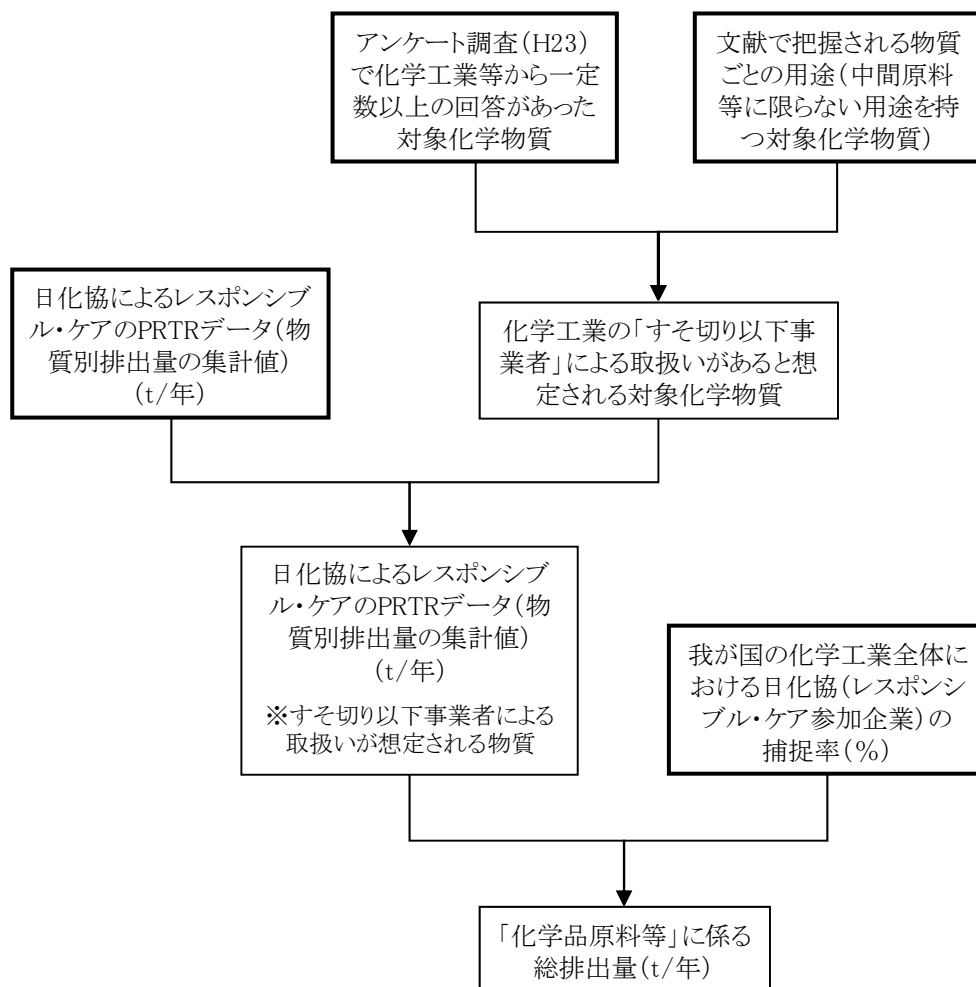 アンケート調査(H23)
で化学工業等から一定
数以上の回答があった
対象化学物質
文献で把握される物質
ごとの用途(中間原料
等に限らない用途を持
つ対象化学物質)
日化協によるレスポンシブ
ル・ケアのPRTRデータ(物
質別排出量の集計値)
(t/年)
化学工業の「すそ切り以下事
業者」による取扱いがあると想
定される対象化学物質
日化協によるレスポンシブ
ル・ケアのPRTRデータ(物
質別排出量の集計値)
(t/年)
※すそ切り以下事業者による
取扱いが想定される物質
我が国の化学工業全体に
おける日化協(レスポンシ
ブル・ケア参加企業)の
捕捉率(%)
「化学品原料等」に係る
総排出量(t/年)